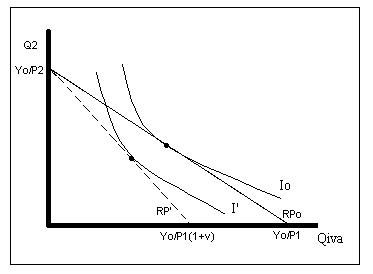 Q2
Yo/P2
Io
RP'
I'
RPo
Yo/P1(1+v)
Yo/P1
Qiva